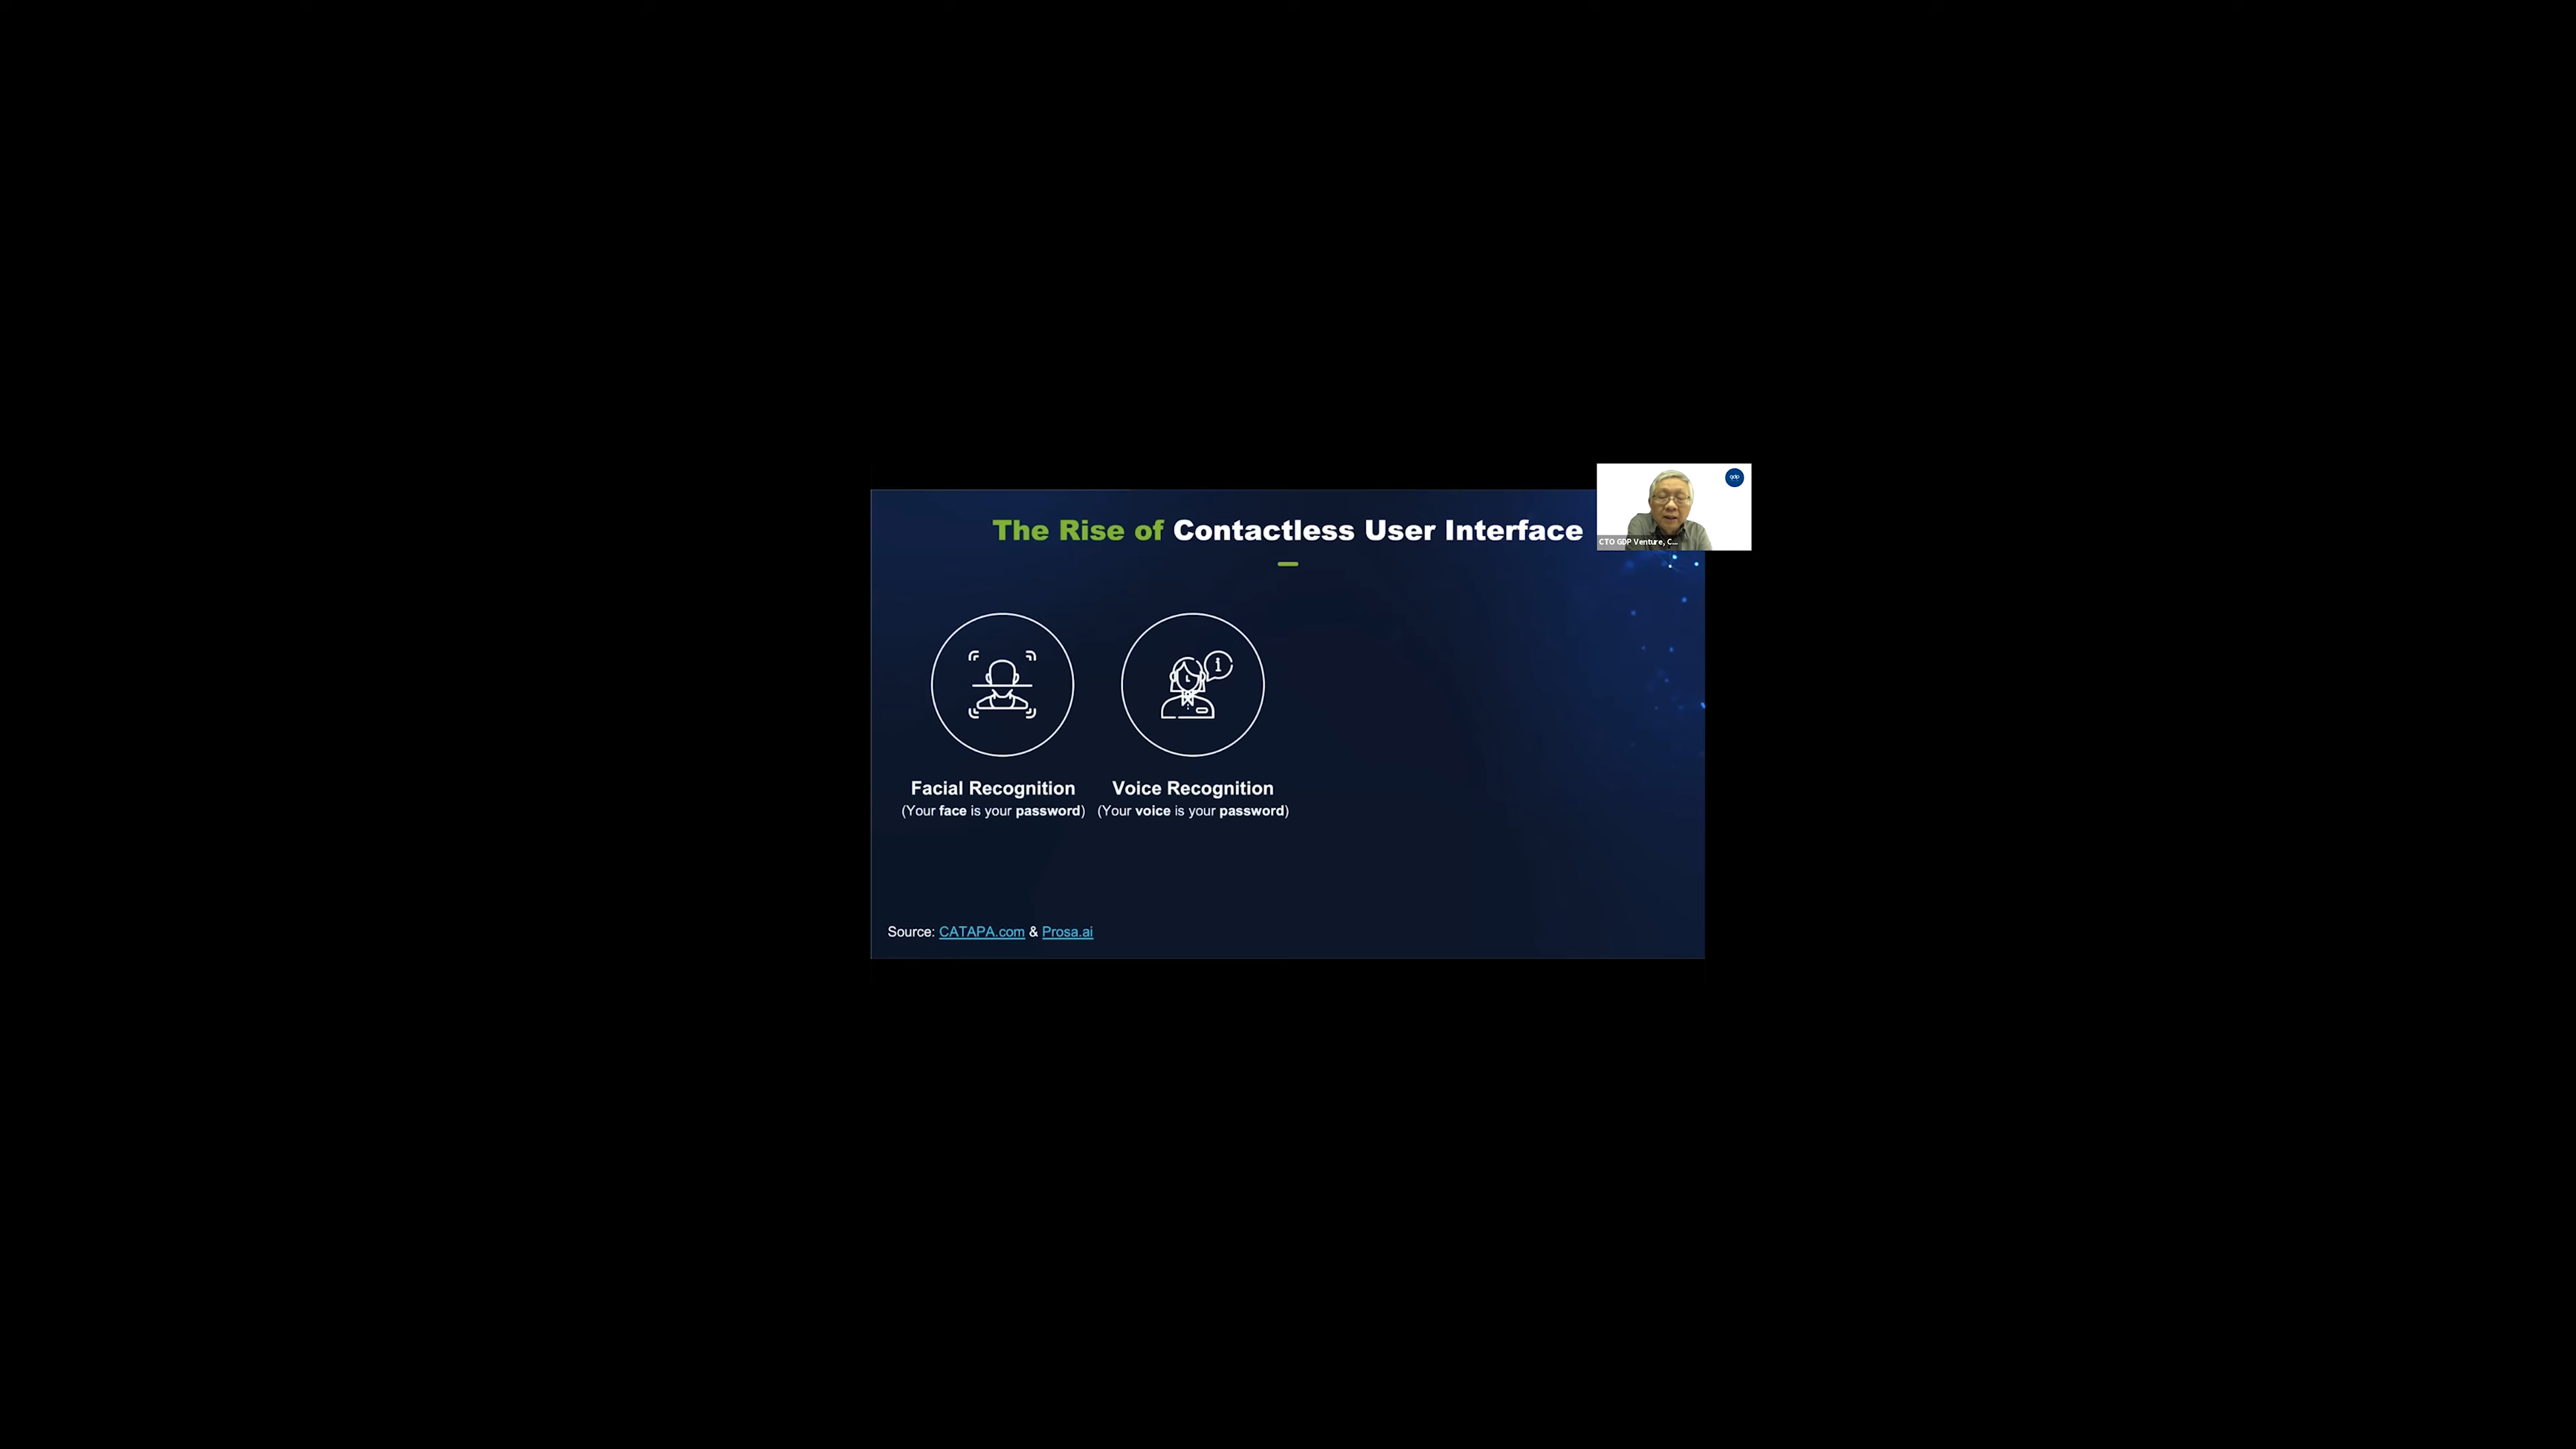 The Rise of Contactless User Interface
gdp
CTO GDP Venture, C...
i
Facial Recognition
(Your face is your password)
Voice Recognition
(Your voice is your password)
Source: CATAPA.com & Prosa.ai